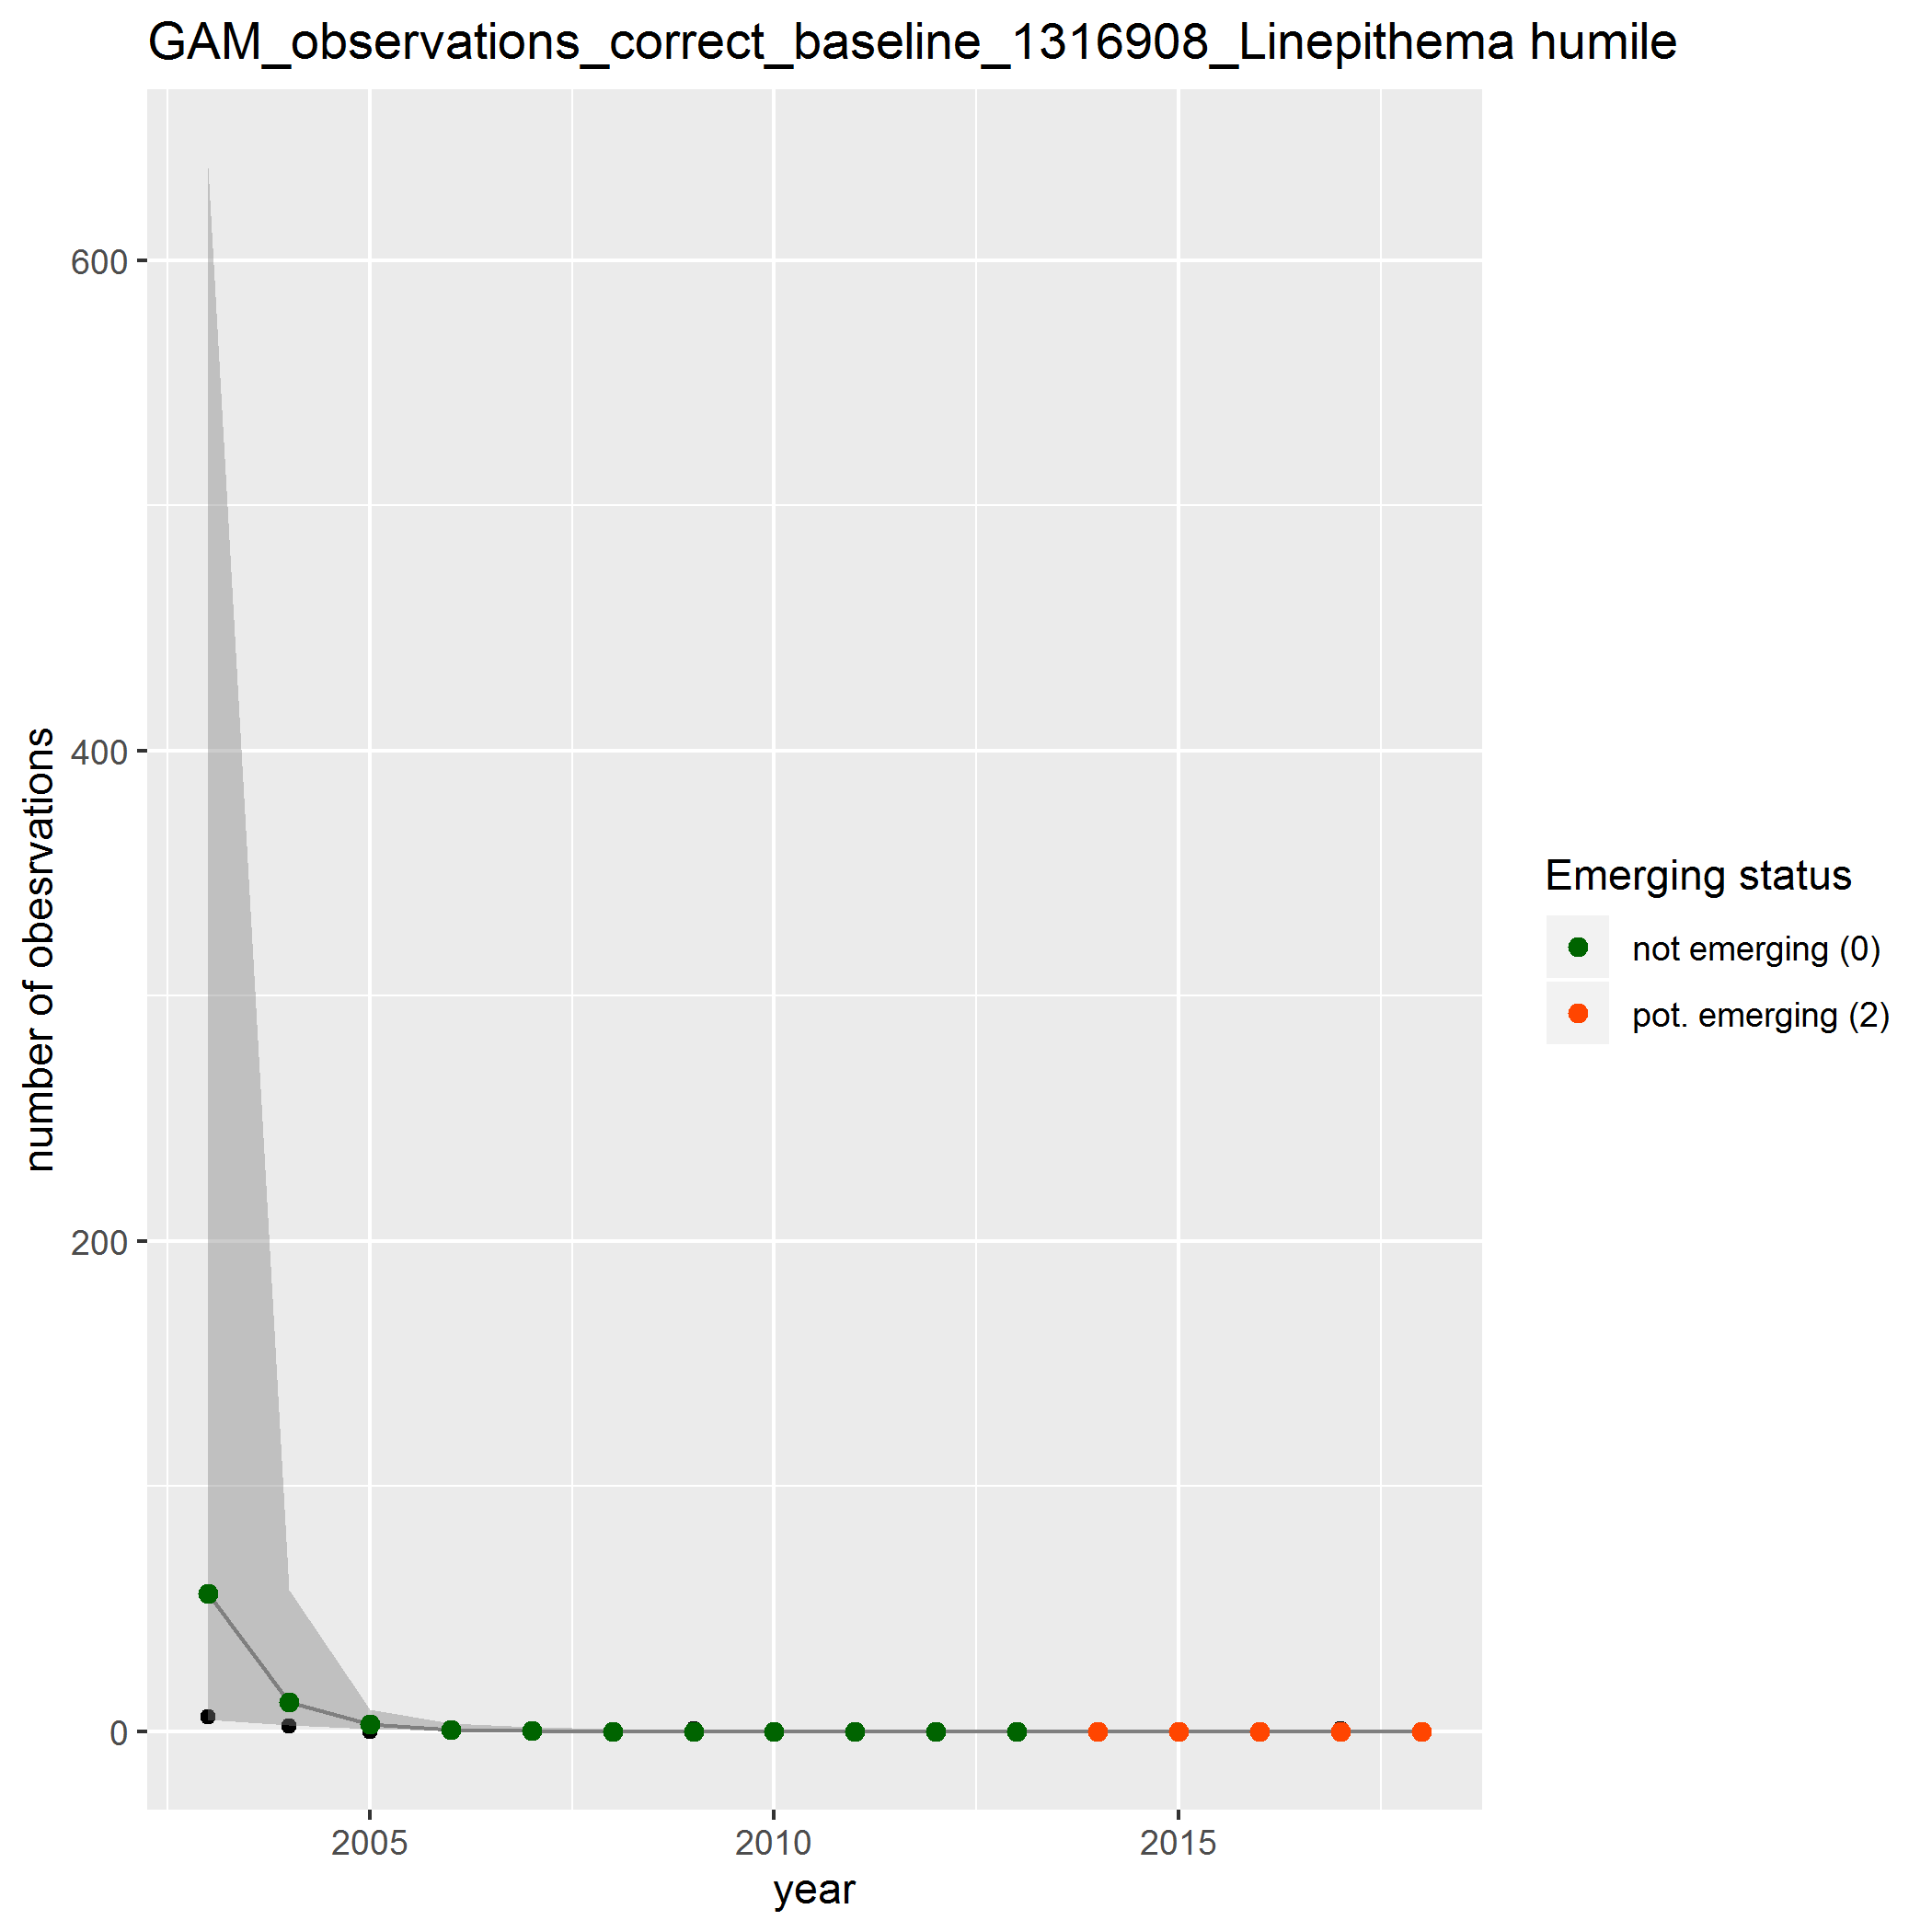 GAM_observations_correct_baseline_1316908_Linepithema humile
number of obesrvations
600
400
200
0
2005
2010
2015
year
Emerging status
not emerging (0)
pot. emerging (2)